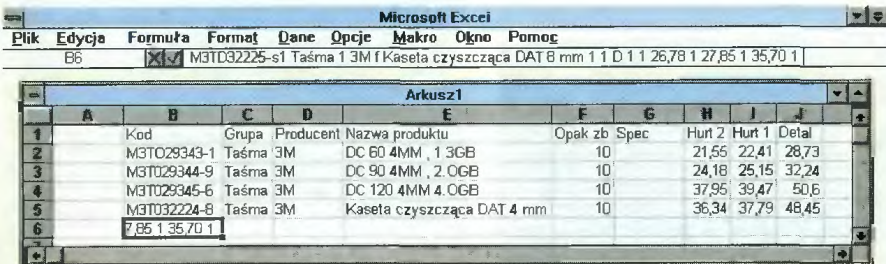 Microsoft Excel
Plik Edycja Formuła Format Dane Opcje Makro Okno Pomoc
B6 M3TD32225-s1 Taśma 1 3M f Kaseta czyszcząca DAT 8 mm 1 1 D 1 1 26,78 1 27,85 1 35,70 1
Arkusz1
A B C D E F G H I J
1 Kod Grupa Producent Nazwa produktu Opak zb Spec Hurt 2 Hurt 1 Detal
2 M3TO29343-1 Taśma 3M DC 60 4MM , 1 3GB 10 21,55 22,41 28,73
3 M3T029344-9 Taśma 3M DC 90 4MM , 2.OGB 10 24,18 25,15 32,24
4 M3T029345-6 Taśma 3M DC 120 4MM 4.OGB 10 37,95 39,47 50,6
5 M3T032224-8 Taśma 3M Kaseta czyszcząca DAT 4 mm 10 36,34 37,79 48,45
6 7,85 1 35,70 1